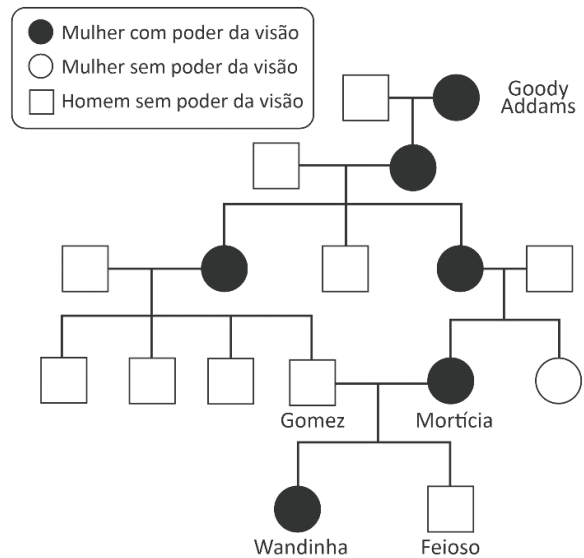 Mulher com poder da visão
Mulher sem poder da visão
Homem sem poder da visão
Goody
Addams
Gomez
Mortícia
Wandinha
Feioso